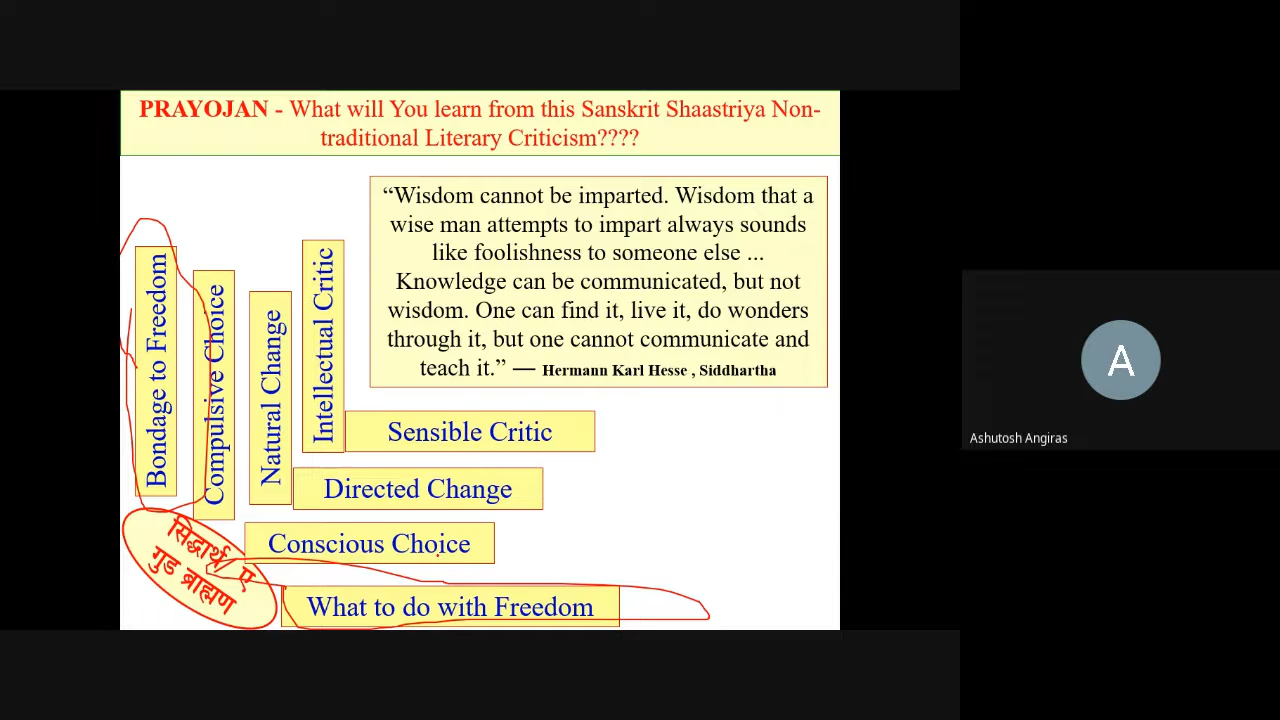 PRAYOJAN - What will You learn from this Sanskrit Shaastriya Non-
traditional Literary Criticism????
“Wisdom cannot be imparted. Wisdom that a
wise man attempts to impart always sounds
like foolishness to someone else ...
Knowledge can be communicated, but not
wisdom. One can find it, live it, do wonders
through it, but one cannot communicate and
teach it.” — Hermann Karl Hesse , Siddhartha
Bondage to Freedom
Compulsive Choice
Natural Change
Intellectual Critic
Sensible Critic
Directed Change
Conscious Choice
What to do with Freedom
सिद्धार्थ/ ए
गुड ब्राह्मण
A
Ashutosh Angiras